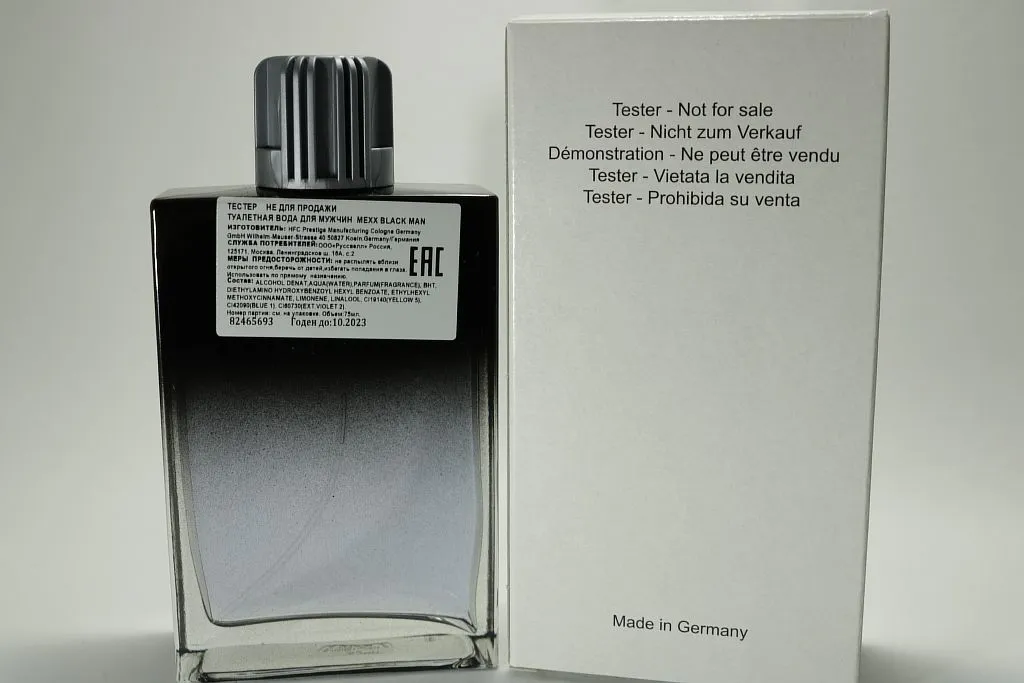 ТЕСТЕР НЕ ДЛЯ ПРОДАЖИ
ТУАЛЕТНАЯ ВОДА ДЛЯ МУЖЧИН MEXX BLACK MAN
ИЗГОТОВИТЕЛЬ: HFC Prestige Manufacturing Cologne Germany
GmbH Wilhelm-Mauser-Strasse 40 50827 Koeln,Germany/Германия
СЛУЖБА ПОТРЕБИТЕЛЕЙ:ООО«Руссвелл» Россия,
125171, Москва, Ленинградское ш. 16А, с.2
МЕРЫ ПРЕДОСТОРОЖНОСТИ: не распылять вблизи
открытого огня,беречь от детей,избегать попадания в глаза.
Использовать по прямому назначению.
Состав: ALCOHOL DENAT,AQUA(WATER),PARFUM(FRAGRANCE), BHT,
DIETHYLAMINO HYDROXYBENZOYL HEXYL BENZOATE, ETHYLHEXYL
METHOXYCINNAMATE, LIMONENE, LINALOOL, CI19140(YELLOW 5),
CI42090(BLUE 1), CI60730(EXT.VIOLET 2).
Номер партии: см. на упаковке. Объем:75мл.
82465693 Годен до:10.2023
EAC
Tester - Not for sale
Tester - Nicht zum Verkauf
Démonstration - Ne peut être vendu
Tester - Vietata la vendita
Tester - Prohibida su venta
Made in Germany